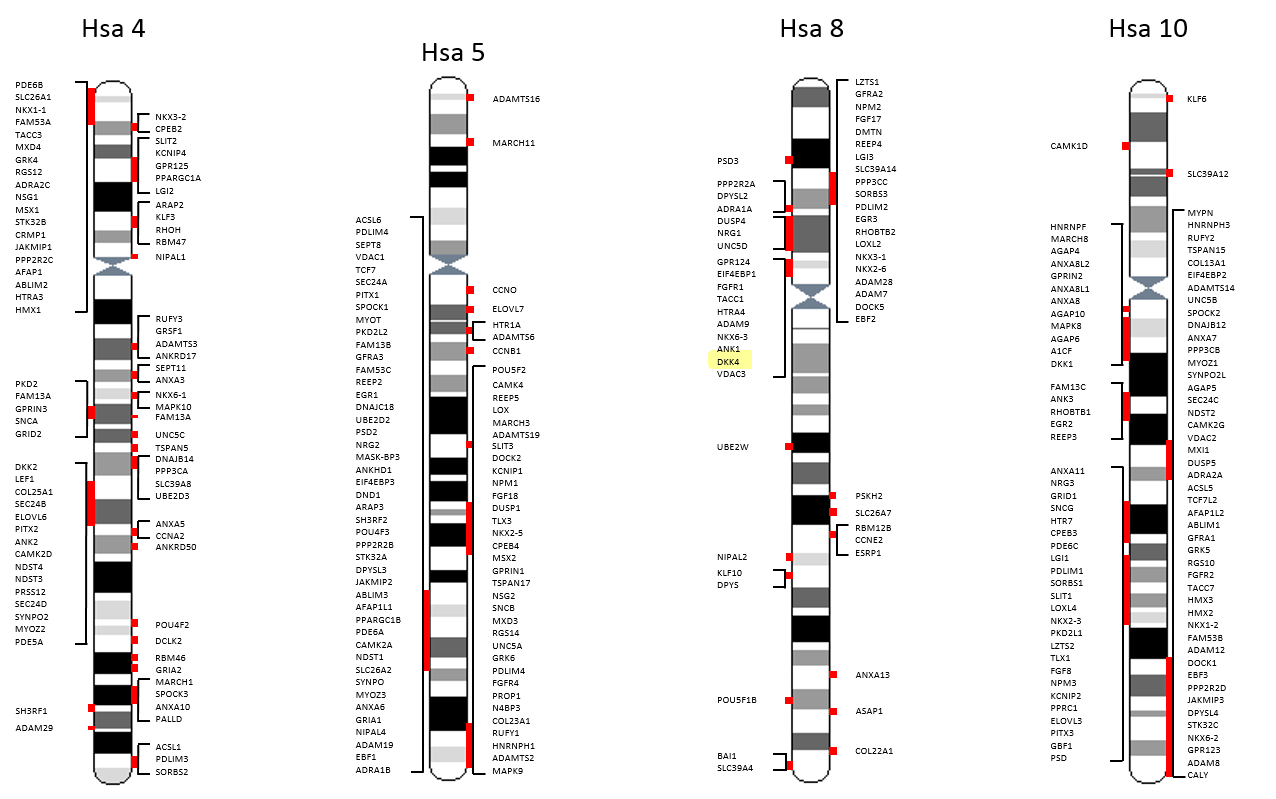 Hsa 4
PDE6B
SLC26A1
NKX1-1
FAM53A
TACC3
MXD4
GRK4
RGS12
ADRA2C
NSG1
MSX1
STK32B
CRMP1
JAKMIP1
PPP2R2C
AFAP1
ABLIM2
HTRA3
HMX1
PKD2
FAM13A
GPRIN3
SNCA
GRID2
DKK2
LEF1
COL25A1
SEC24B
ELOVL6
PITX2
ANK2
CAMK2D
NDST4
NDST3
PRSS12
SEC24D
SYNPO2
MYOZ2
PDE5A
SH3RF1
ADAM29
NKX3-2
CPEB2
SLIT2
KCNIP4
GPR125
PPARGC1A
LGI2
ARAP2
KLF3
RHOH
RBM47
NIPAL1
RUFY3
GRSF1
ADAMTS3
ANKRD17
SEPT11
ANXA3
NKX6-1
MAPK10
FAM13A
UNC5C
TSPAN5
DNAJB14
PPP3CA
SLC39A8
UBE2D3
ANXA5
CCNA2
ANKRD50
POU4F2
DCLK2
RBM46
GRIA2
MARCH1
SPOCK3
ANXA10
PALLD
ACSL1
PDLIM3
SORBS2
Hsa 5
ACSL6
PDLIM4
SEPT8
VDAC1
TCF7
SEC24A
PITX1
SPOCK1
MYOT
PKD2L2
FAM13B
GFRA3
FAM53C
REEP2
EGR1
DNAJC18
UBE2D2
PSD2
NRG2
MASK-BP3
ANKHD1
EIF4EBP3
DND1
ARAP3
SH3RF2
POU4F3
PPP2R2B
STK32A
DPYSL3
JAKMIP2
ABLIM3
AFAP1L1
PPARGC1B
PDE6A
CAMK2A
NDST1
SLC26A2
SYNPO
MYOZ3
ANXA6
GRIA1
NIPAL4
ADAM19
EBF1
ADRA1B
ADAMTS16
MARCH11
CCNO
ELOVL7
HTR1A
ADAMTS6
CCNB1
POU5F2
CAMK4
REEP5
LOX
MARCH3
ADAMTS19
SLIT3
DOCK2
KCNIP1
NPM1
FGF18
DUSP1
TLX3
NKX2-5
CPEB4
MSX2
GPRIN1
TSPAN17
NSG2
SNCB
MXD3
RGS14
UNC5A
GRK6
PDLIM4
FGFR4
PROP1
N4BP3
COL23A1
RUFY1
HNRNPH1
ADAMTS2
MAPK9
Hsa 8
PSD3
PPP2R2A
DPYSL2
ADRA1A
DUSP4
NRG1
UNC5D
GPR124
EIF4EBP1
FGFR1
TACC1
HTRA4
ADAM9
NKX6-3
ANK1
DKK4
VDAC3
UBE2W
NIPAL2
KLF10
DPYS
POU5F1B
BAI1
SLC39A4
LZTS1
GFRA2
NPM2
FGF17
DMTN
REEP4
LGI3
SLC39A14
PPP3CC
SORBS3
PDLIM2
EGR3
RHOBTB2
LOXL2
NKX3-1
NKX2-6
ADAM28
ADAM7
DOCK5
EBF2
PSKH2
SLC26A7
RBM12B
CCNE2
ESRP1
ANXA13
ASAP1
COL22A1
Hsa 10
CAMK1D
HNRNPF
MARCH8
AGAP4
ANXA8L2
GPRIN2
ANXA8L1
ANXA8
AGAP10
MAPK8
AGAP6
A1CF
DKK1
FAM13C
ANK3
RHOBTB1
EGR2
REEP3
ANXA11
NRG3
GRID1
SNCG
HTR7
CPEB3
PDE6C
LGI1
PDLIM1
SORBS1
SLIT1
LOXL4
NKX2-3
PKD2L1
LZTS2
TLX1
FGF8
NPM3
KCNIP2
PPRC1
ELOVL3
PITX3
GBF1
PSD
KLF6
SLC39A12
MYPN
HNRNPH3
RUFY2
TSPAN15
COL13A1
EIF4EBP2
ADAMTS14
UNC5B
SPOCK2
DNAJB12
ANXA7
PPP3CB
MYOZ1
SYNPO2L
AGAP5
SEC24C
NDST2
CAMK2G
VDAC2
MXI1
DUSP5
ADRA2A
ACSL5
TCF7L2
AFAP1L2
ABLIM1
GFRA1
GRK5
RGS10
FGFR2
TACC7
HMX3
HMX2
NKX1-2
FAM53B
ADAM12
DOCK1
EBF3
PPP2R2D
JAKMIP3
DPYSL4
STK32C
NKX6-2
GPR123
ADAM8
CALY